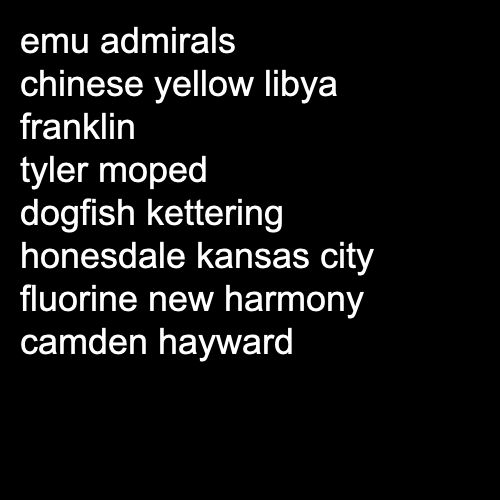 emu admirals
chinese yellow libya
franklin
tyler moped
dogfish kettering
honesdale kansas city
fluorine new harmony
camden hayward